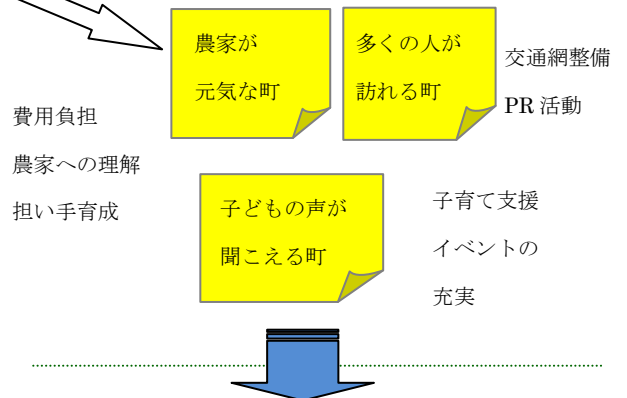 農家が
元気な町
多くの人が
訪れる町
交通網整備
PR 活動
費用負担
農家への理解
担い手育成
子どもの声が
聞こえる町
子育て支援
イベントの
充実